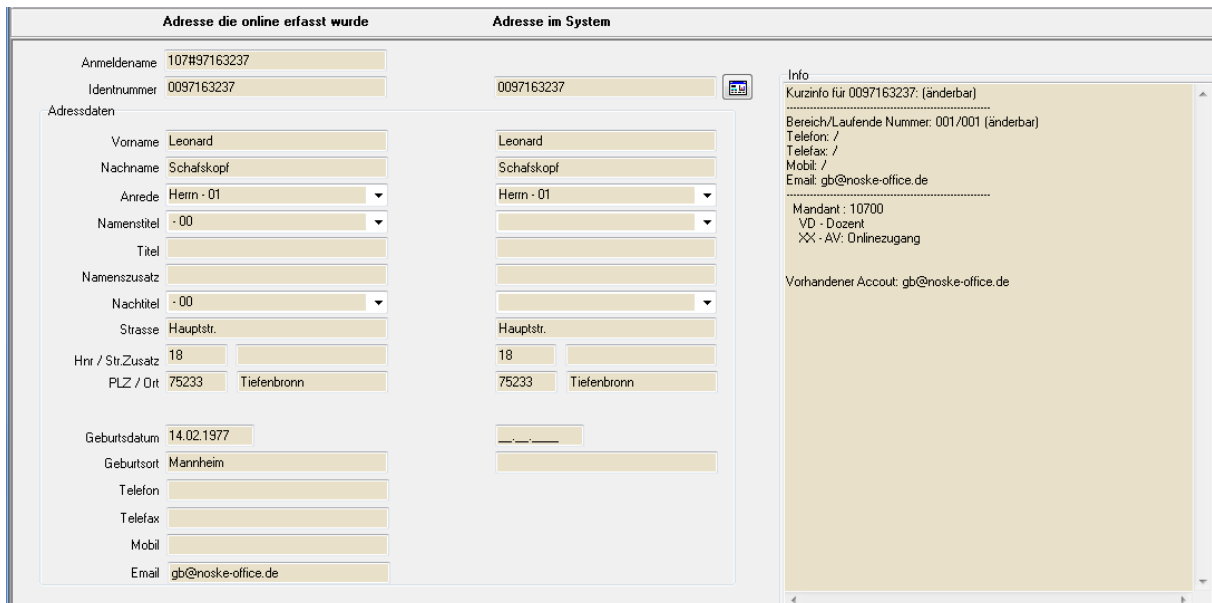 Adresse die online erfasst wurde Adresse im System
Anmeldename 107#97163237
Identnummer 0097163237 0097163237
Adressdaten
Vorname Leonard Leonard
Nachname Schafskopf Schafskopf
Anrede Herrn - 01 Herrn - 01
Namenstitel - 00
Titel
Namenszusatz
Nachtitel - 00
Strasse Hauptstr. Hauptstr.
Hnr / Str.Zusatz 18 18
PLZ / Ort 75233 Tiefenbronn 75233 Tiefenbronn
Geburtsdatum 14.02.1977 __.__.____
Geburtsort Mannheim
Telefon
Telefax
Mobil
Email gb@noske-office.de
Info
Kurzinfo für 0097163237: (änderbar)
------------------------------------------------------------
Bereich/Laufende Nummer: 001/001 (änderbar)
Telefon: /
Telefax: /
Mobil: /
Email: gb@noske-office.de
------------------------------------------------------------
Mandant : 10700
VD - Dozent
XX - AV: Onlinezugang
Vorhandener Accout: gb@noske-office.de